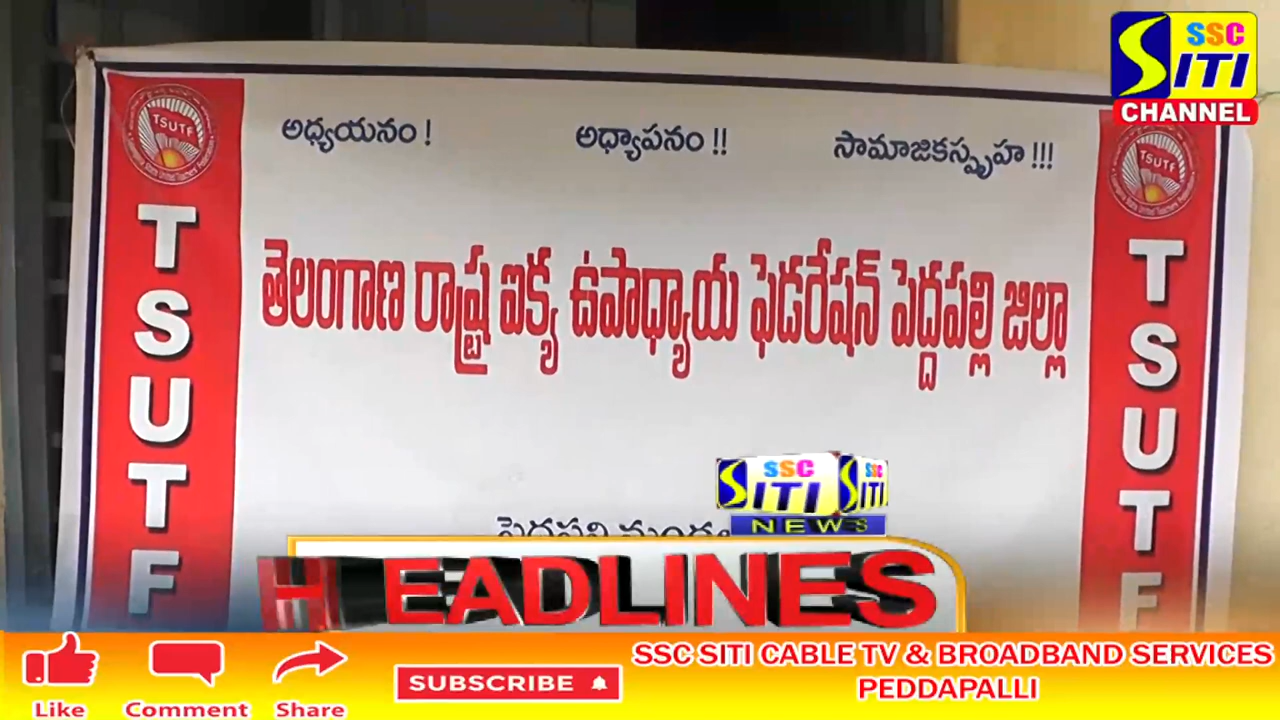 SSC
SITI
CHANNEL
అధ్యయనం ! అధ్యాపనం !! సామాజికస్పృహ !!!
TSUTF
TSUTF
తెలంగాణ రాష్ట్ర ఐక్య ఉపాధ్యాయ ఫెడరేషన్ పెద్దపల్లి జిల్లా
TSUTF
TSUTF
SSC SSC
SITI SITI
NEWS
HEADLINES
Like Comment Share
SUBSCRIBE
SSC SITI CABLE TV & BROADBAND SERVICES
PEDDAPALLI